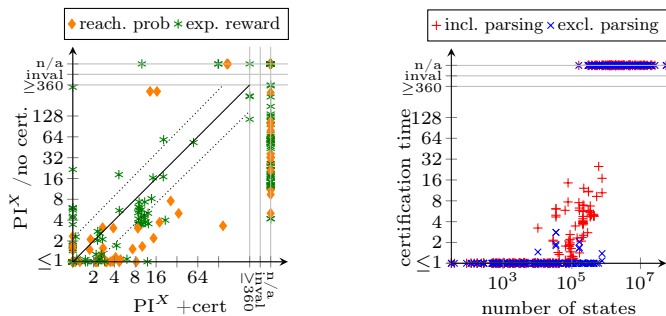 reach. prob exp. reward
n/a
inval
≥360
128
64
32
16
8
4
2
≤1
PI^X /no cert.
2 4 8 16 64 ≥360 inval n/a
PI^X +cert
incl. parsing excl. parsing
n/a
inval
≥360
128
64
32
16
8
4
2
≤1
certification time
10^3 10^5 10^7
number of states